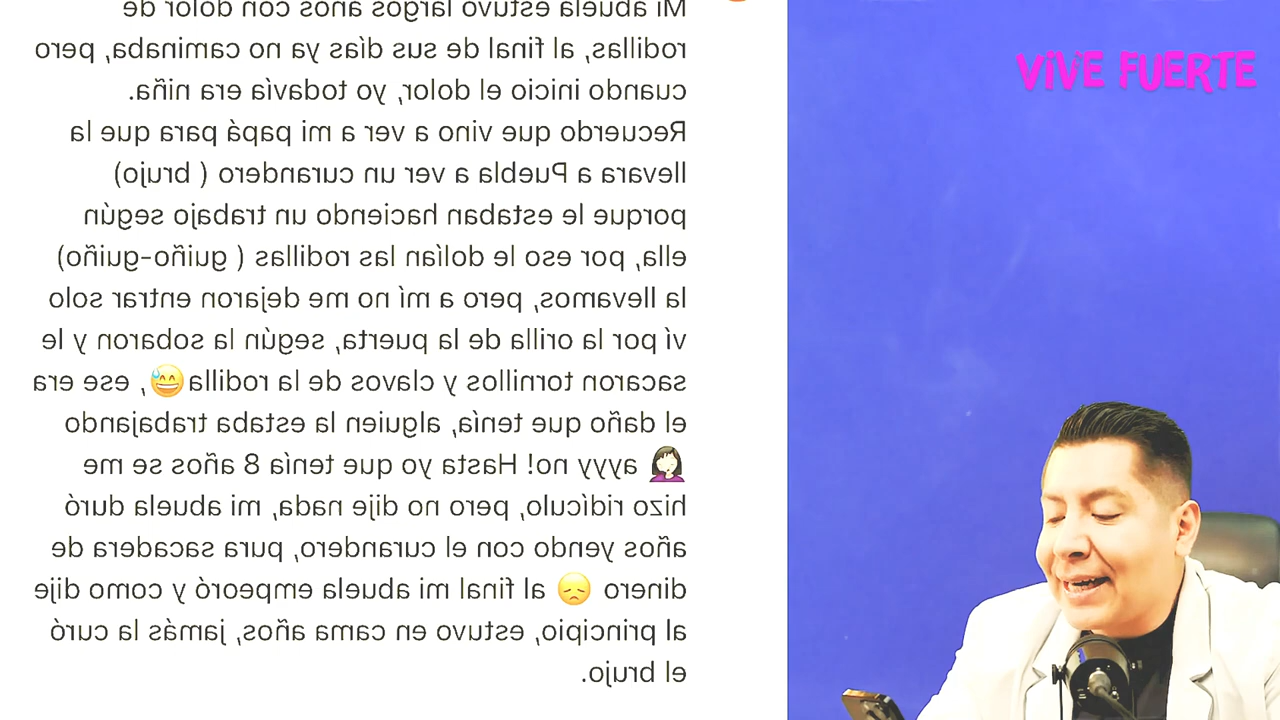 Mi abuela estuvo largos años con dolor de
rodillas, al final de sus días ya no caminaba, pero
cuando inicio el dolor, yo todavía era niña.
Recuerdo que vino a ver a mi papá para que la
llevara a Puebla a ver un curandero ( brujo)
porque le estaban haciendo un trabajo según
ella, por eso le dolían las rodillas ( guiño-guiño)
la llevamos, pero a mí no me dejaron entrar solo
ví por la orilla de la puerta, según la sobaron y le
sacaron tornillos y clavos de la rodilla😅, ese era
el daño que tenía, alguien la estaba trabajando
🤦🏻‍♀️ ayyy no! Hasta yo que tenía 8 años se me
hizo ridículo, pero no dije nada, mi abuela duró
años yendo con el curandero, pura sacadera de
dinero 😞 al final mi abuela empeoró y como dije
al principio, estuvo en cama años, jamás la curó
el brujo.
VIVE FUERTE